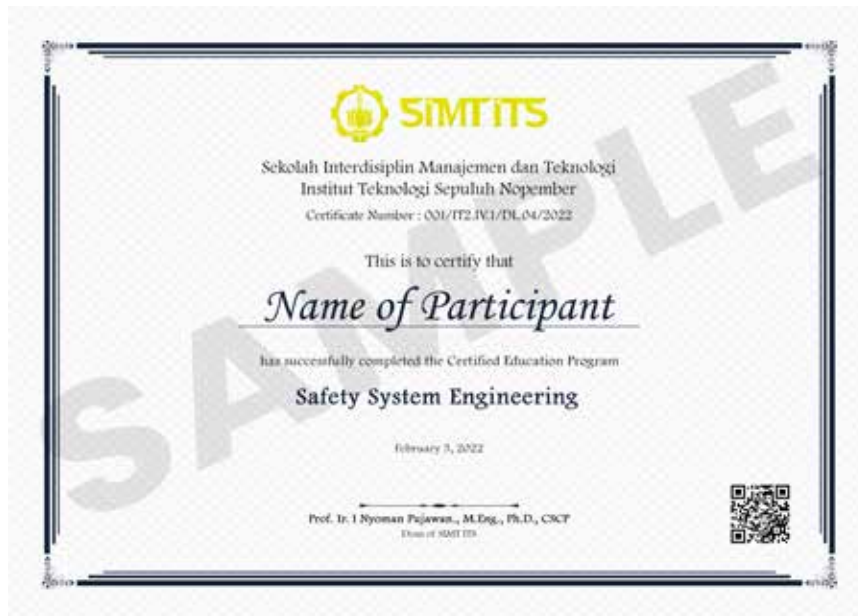 SiMT iTS
Sekolah Interdisiplin Manajemen dan Teknologi
Institut Teknologi Sepuluh Nopember
Certificate Number : 001/IT2.IV.1/DL.04/2022
This is to certify that
Name of Participant
has successfully completed the Certified Education Program
Safety System Engineering
February 3, 2022
Prof. Ir. I Nyoman Pujawan., M.Eng., Ph.D., CSCP
Dean of SIMT ITS
SAMPLE